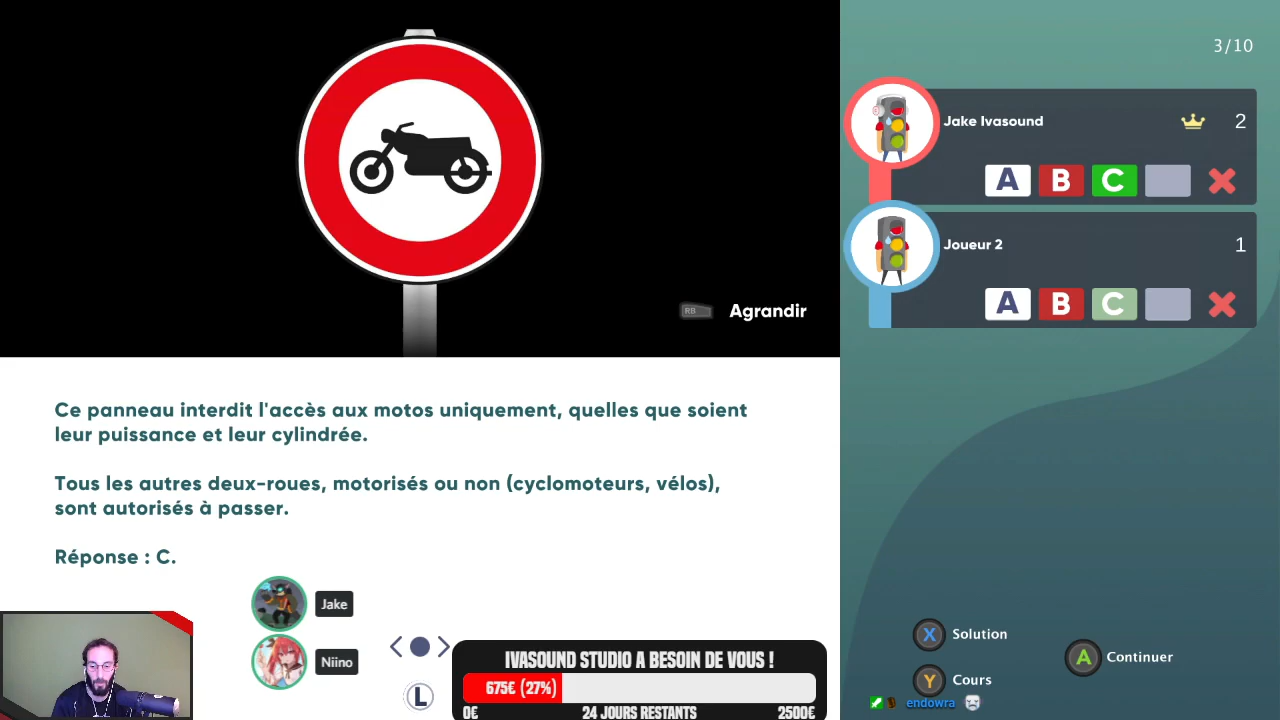 3/10
Jake Ivasound
2
A B C
Joueur 2
1
A B C
RB Agrandir
Ce panneau interdit l'accès aux motos uniquement, quelles que soient
leur puissance et leur cylindrée.
Tous les autres deux-roues, motorisés ou non (cyclomoteurs, vélos),
sont autorisés à passer.
Réponse : C.
Jake
Niino
L
IVASOUND STUDIO A BESOIN DE VOUS !
675€ (27%)
0€ 24 JOURS RESTANTS 2500€
X Solution
A Continuer
Y Cours
endowra